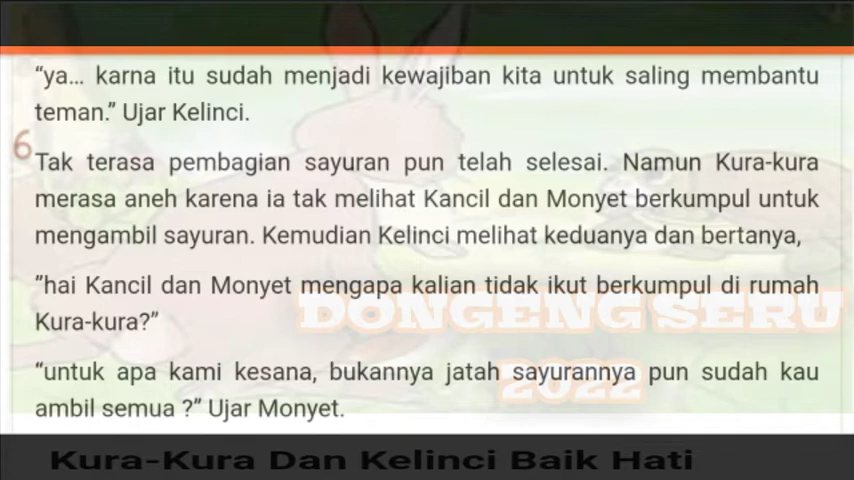 “ya... karna itu sudah menjadi kewajiban kita untuk saling membantu
teman.” Ujar Kelinci.
6
Tak terasa pembagian sayuran pun telah selesai. Namun Kura-kura
merasa aneh karena ia tak melihat Kancil dan Monyet berkumpul untuk
mengambil sayuran. Kemudian Kelinci melihat keduanya dan bertanya,
”hai Kancil dan Monyet mengapa kalian tidak ikut berkumpul di rumah
Kura-kura?”
DONGENG SERU
2022
“untuk apa kami kesana, bukannya jatah sayurannya pun sudah kau
ambil semua ?” Ujar Monyet.
Kura-Kura Dan Kelinci Baik Hati